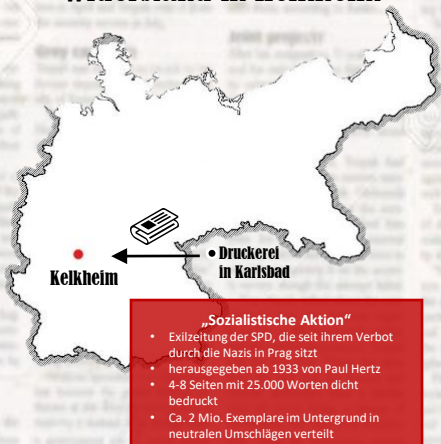 Kelkheim
Druckerei
in Karlsbad
„Sozialistische Aktion"
• Exilzeitung der SPD, die seit ihrem Verbot
durch die Nazis in Prag sitzt
• herausgegeben ab 1933 von Paul Hertz
• 4-8 Seiten mit 25.000 Worten dicht
bedruckt
• Ca. 2 Mio. Exemplare im Untergrund in
neutralen Umschlägen verteilt